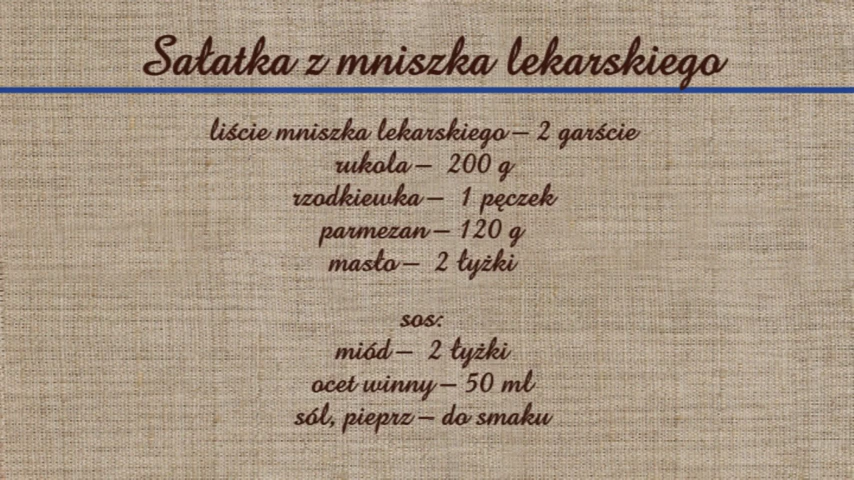 Sałatka z mniszka lekarskiego
liście mniszka lekarskiego – 2 garście
rukola – 200 g
rzodkiewka – 1 pęczek
parmezan – 120 g
masło – 2 łyżki
sos:
miód – 2 łyżki
ocet winny – 50 ml
sól, pieprz – do smaku